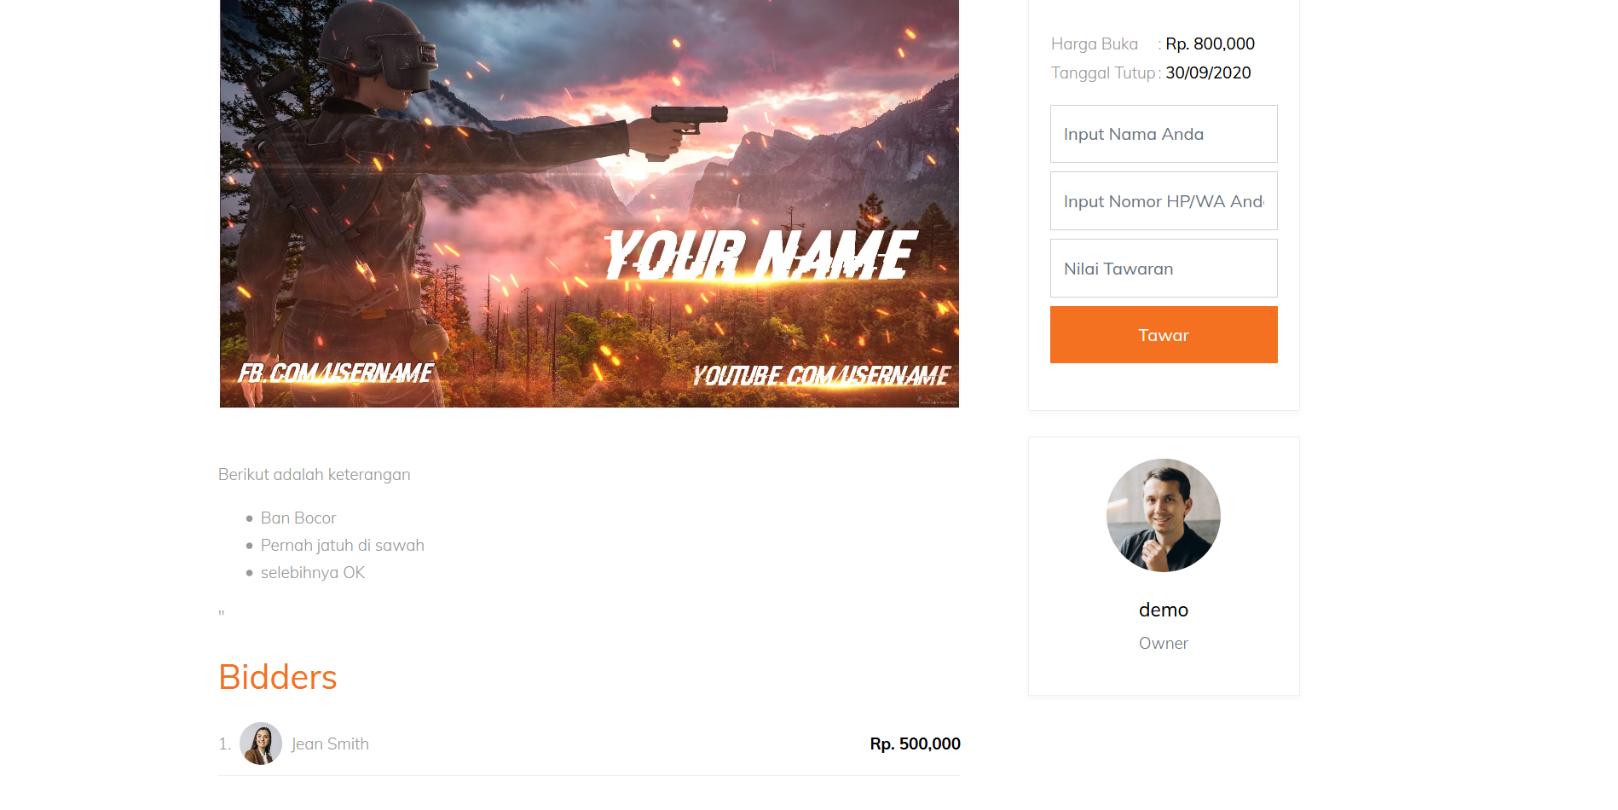 YOUR NAME
FB.COM/USERNAME
YOUTUBE.COM/USERNAME
Berikut adalah keterangan
• Ban Bocor
• Pernah jatuh di sawah
• selebihnya OK
"
Bidders
1. Jean Smith Rp. 500,000
Harga Buka : Rp. 800,000
Tanggal Tutup : 30/09/2020
Input Nama Anda
Input Nomor HP/WA And
Nilai Tawaran
Tawar
demo
Owner